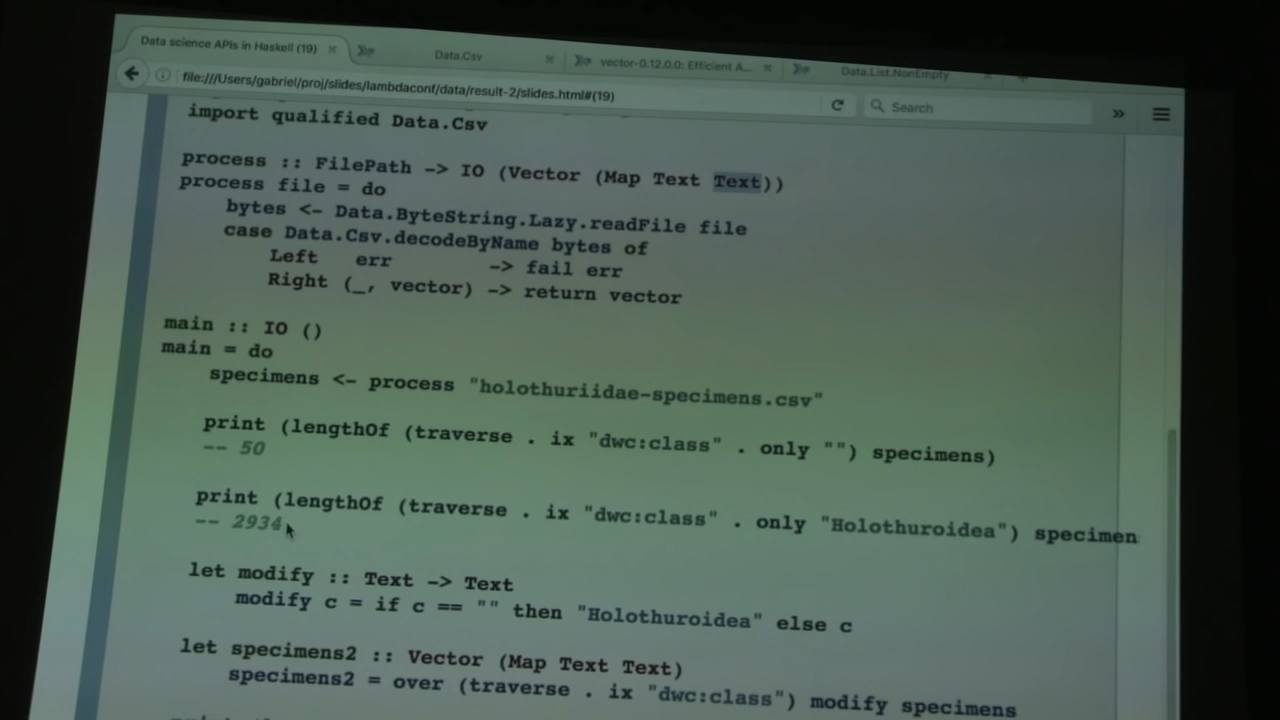 Data science APIs in Haskell (19) × Data.Csv × vector-0.12.0.0: Efficient A... × Data.List.NonEmpty ×
file:///Users/gabriel/proj/slides/lambdaconf/data/result-2/slides.html#(19) Search »
import qualified Data.Csv
process :: FilePath -> IO (Vector (Map Text Text))
process file = do
bytes <- Data.ByteString.Lazy.readFile file
case Data.Csv.decodeByName bytes of
Left err -> fail err
Right (_, vector) -> return vector
main :: IO ()
main = do
specimens <- process "holothuriidae-specimens.csv"
print (lengthOf (traverse . ix "dwc:class" . only "") specimens)
-- 50
print (lengthOf (traverse . ix "dwc:class" . only "Holothuroidea") specimen
-- 2934
let modify :: Text -> Text
modify c = if c == "" then "Holothuroidea" else c
let specimens2 :: Vector (Map Text Text)
specimens2 = over (traverse . ix "dwc:class") modify specimens